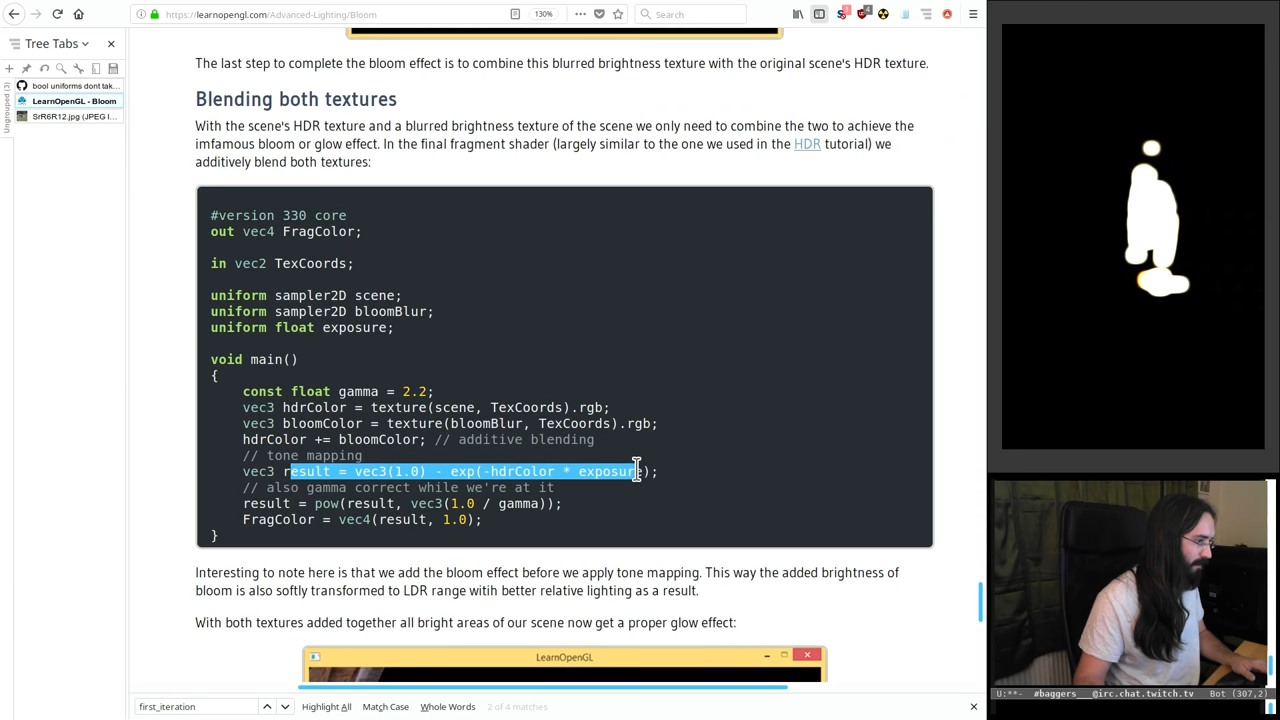 https://learnopengl.com/Advanced-Lighting/Bloom
130%
Search
1
4
Tree Tabs
Ungrouped (3)
bool uniforms dont tak...
LearnOpenGL - Bloom
SrR6R12.jpg (JPEG I...
The last step to complete the bloom effect is to combine this blurred brightness texture with the original scene's HDR texture.
Blending both textures
With the scene's HDR texture and a blurred brightness texture of the scene we only need to combine the two to achieve the
imfamous bloom or glow effect. In the final fragment shader (largely similar to the one we used in the HDR tutorial) we
additively blend both textures:
#version 330 core
out vec4 FragColor;
in vec2 TexCoords;
uniform sampler2D scene;
uniform sampler2D bloomBlur;
uniform float exposure;
void main()
{
const float gamma = 2.2;
vec3 hdrColor = texture(scene, TexCoords).rgb;
vec3 bloomColor = texture(bloomBlur, TexCoords).rgb;
hdrColor += bloomColor; // additive blending
// tone mapping
vec3 result = vec3(1.0) - exp(-hdrColor * exposure);
// also gamma correct while we're at it
result = pow(result, vec3(1.0 / gamma));
FragColor = vec4(result, 1.0);
}
Interesting to note here is that we add the bloom effect before we apply tone mapping. This way the added brightness of
bloom is also softly transformed to LDR range witih better relative lighting as a result.
With both textures added together all bright areas of our scene now get a proper glow effect:
LearnOpenGL
first_iteration
Highlight All
Match Case
Whole Words
2 of 4 matches
U:**- #baggers__@irc.chat.twitch.tv Bot (307,2)